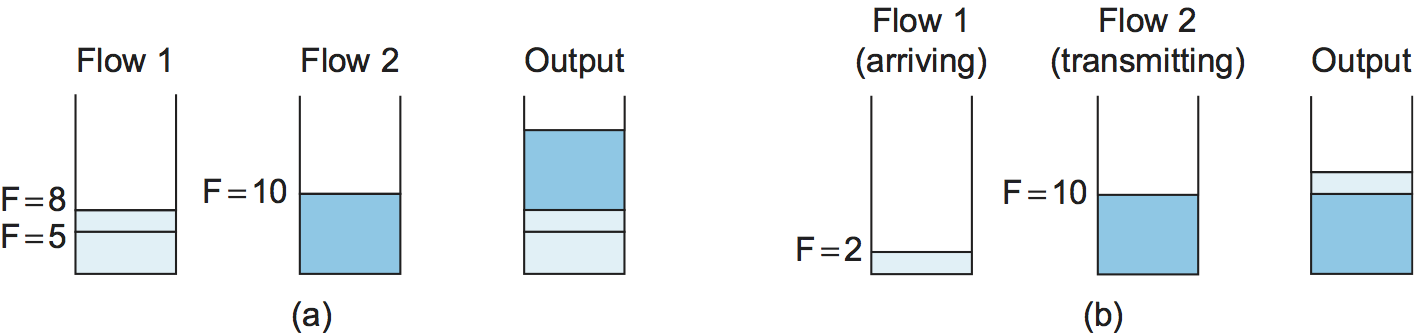 Flow 1
Flow 2
Output
F=8
F=5
F=10
(a)
Flow 1
(arriving)
Flow 2
(transmitting)
Output
F=10
F=2
(b)